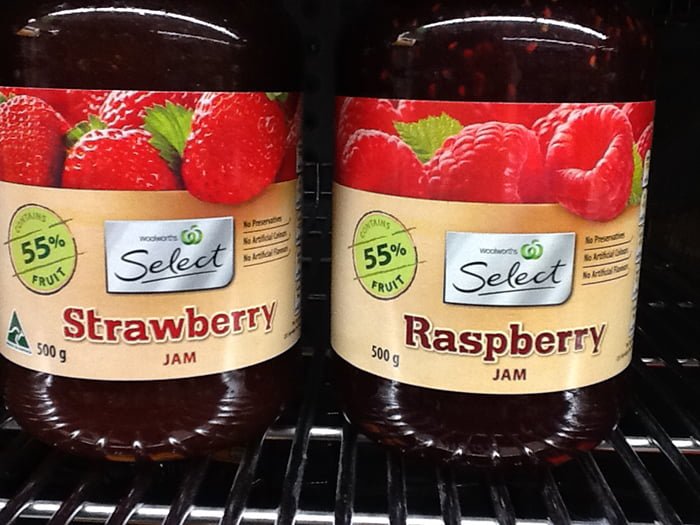 CONTAINS
55%
FRUIT
woolworths
Select
No Preservatives
No Artificial Colours
No Artificial Flavours
Strawberry
500 g
JAM
CONTAINS
55%
FRUIT
woolworths
Select
No Preservatives
No Artificial Colours
No Artificial Flavours
Raspberry
500 g
JAM